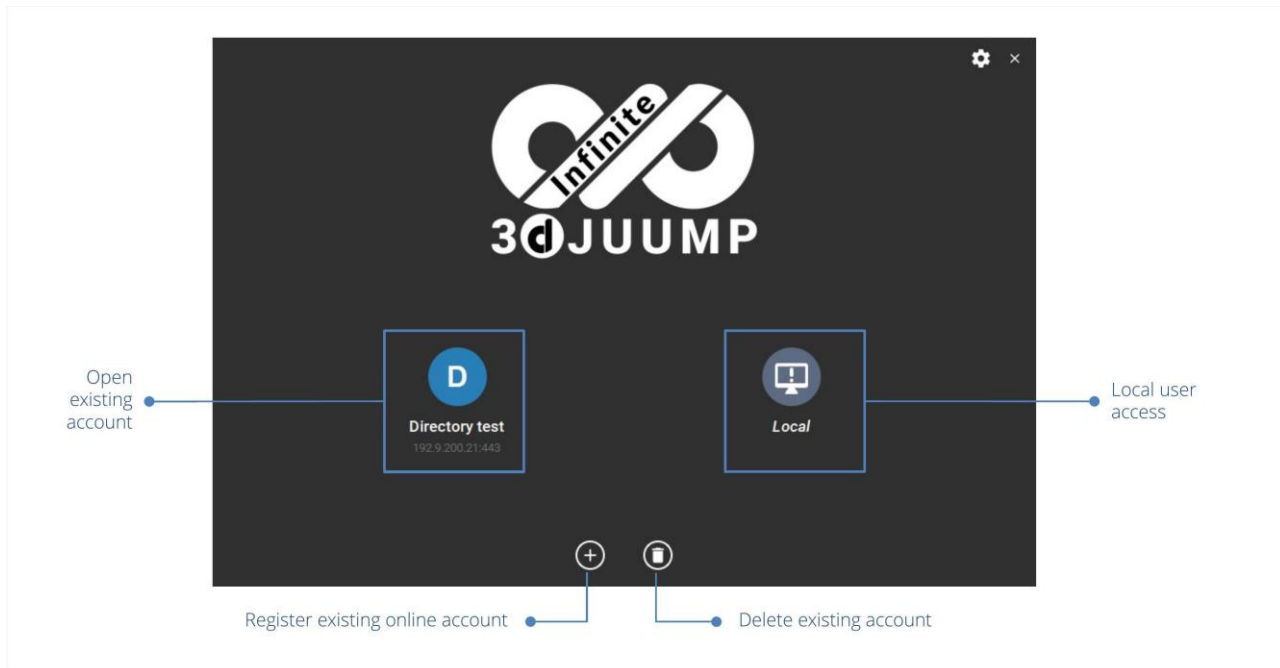 Infinite
3dJUUMP
D
Directory test
192.9.200.21:443
Local
Open
existing
account
Local user
access
Register existing online account
Delete existing account